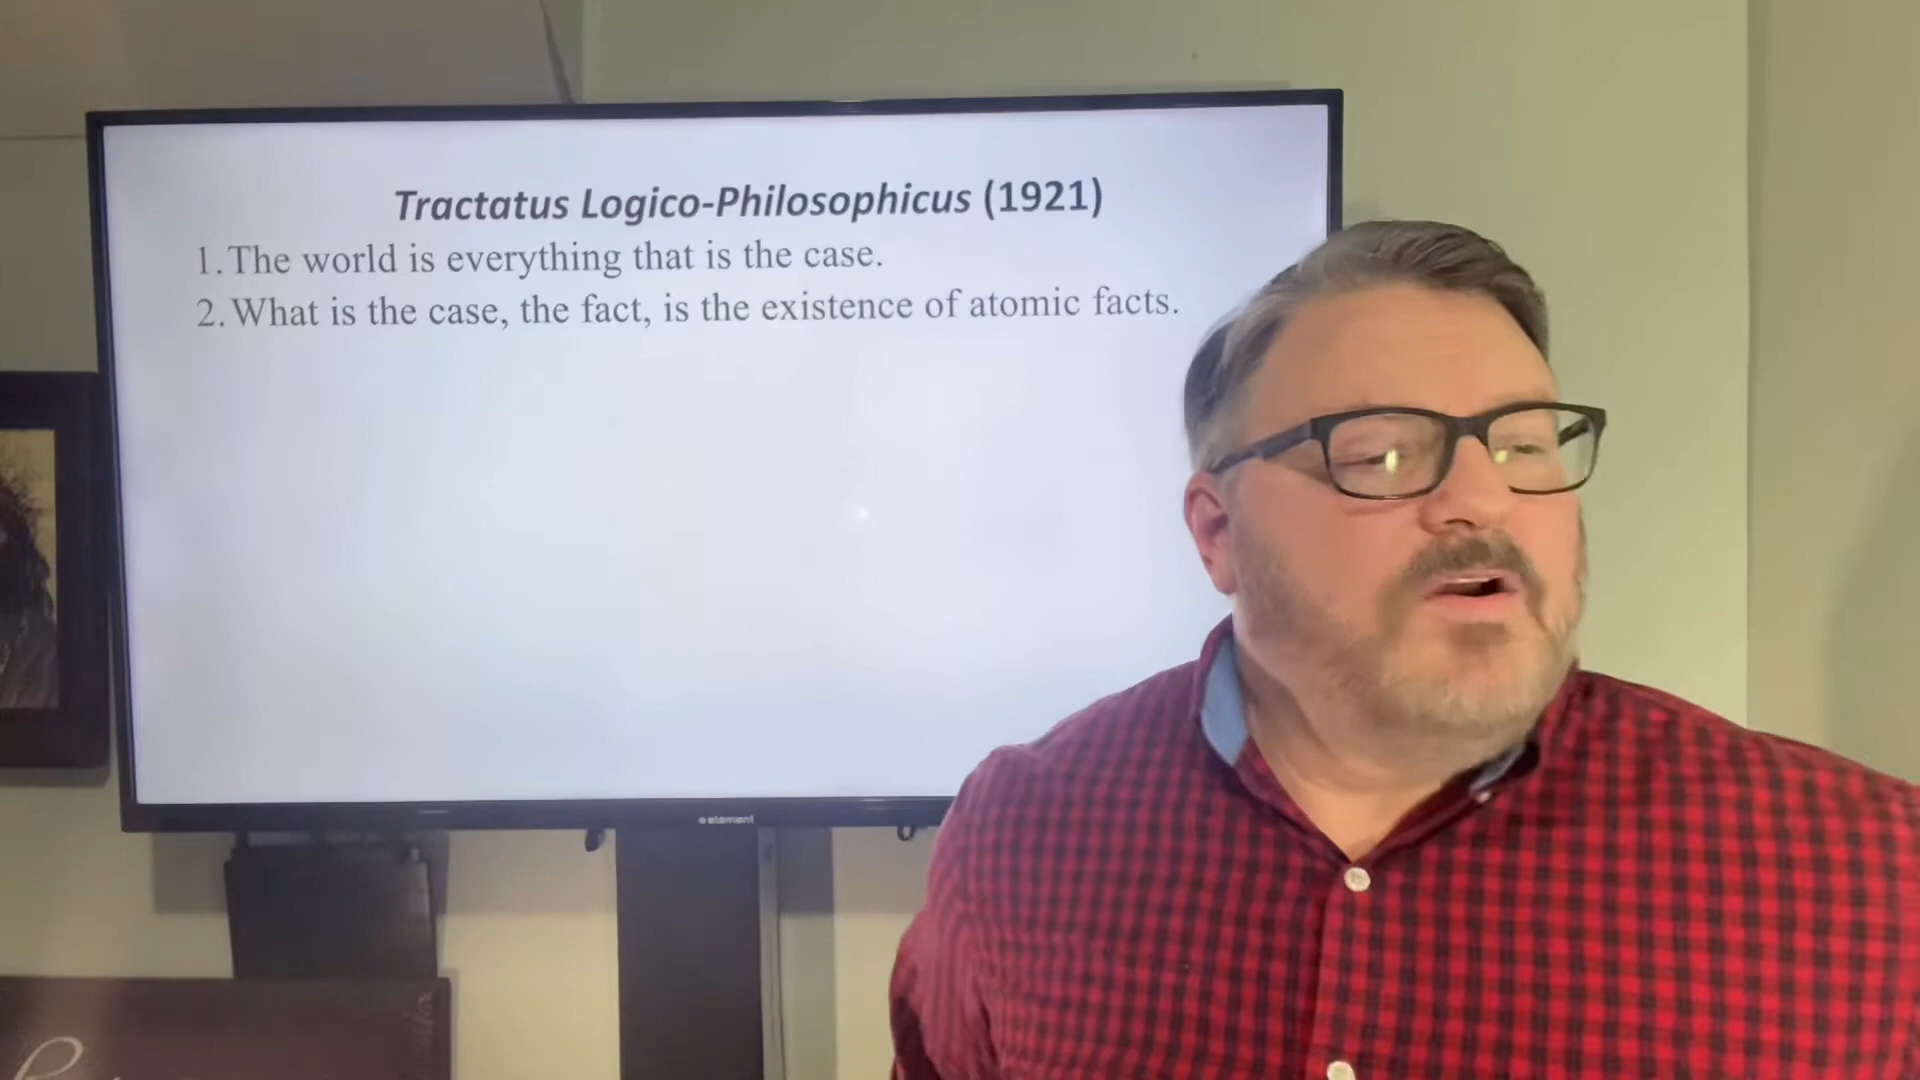 Tractatus Logico-Philosophicus (1921)
1. The world is everything that is the case.
2. What is the case, the fact, is the existence of atomic facts.
element